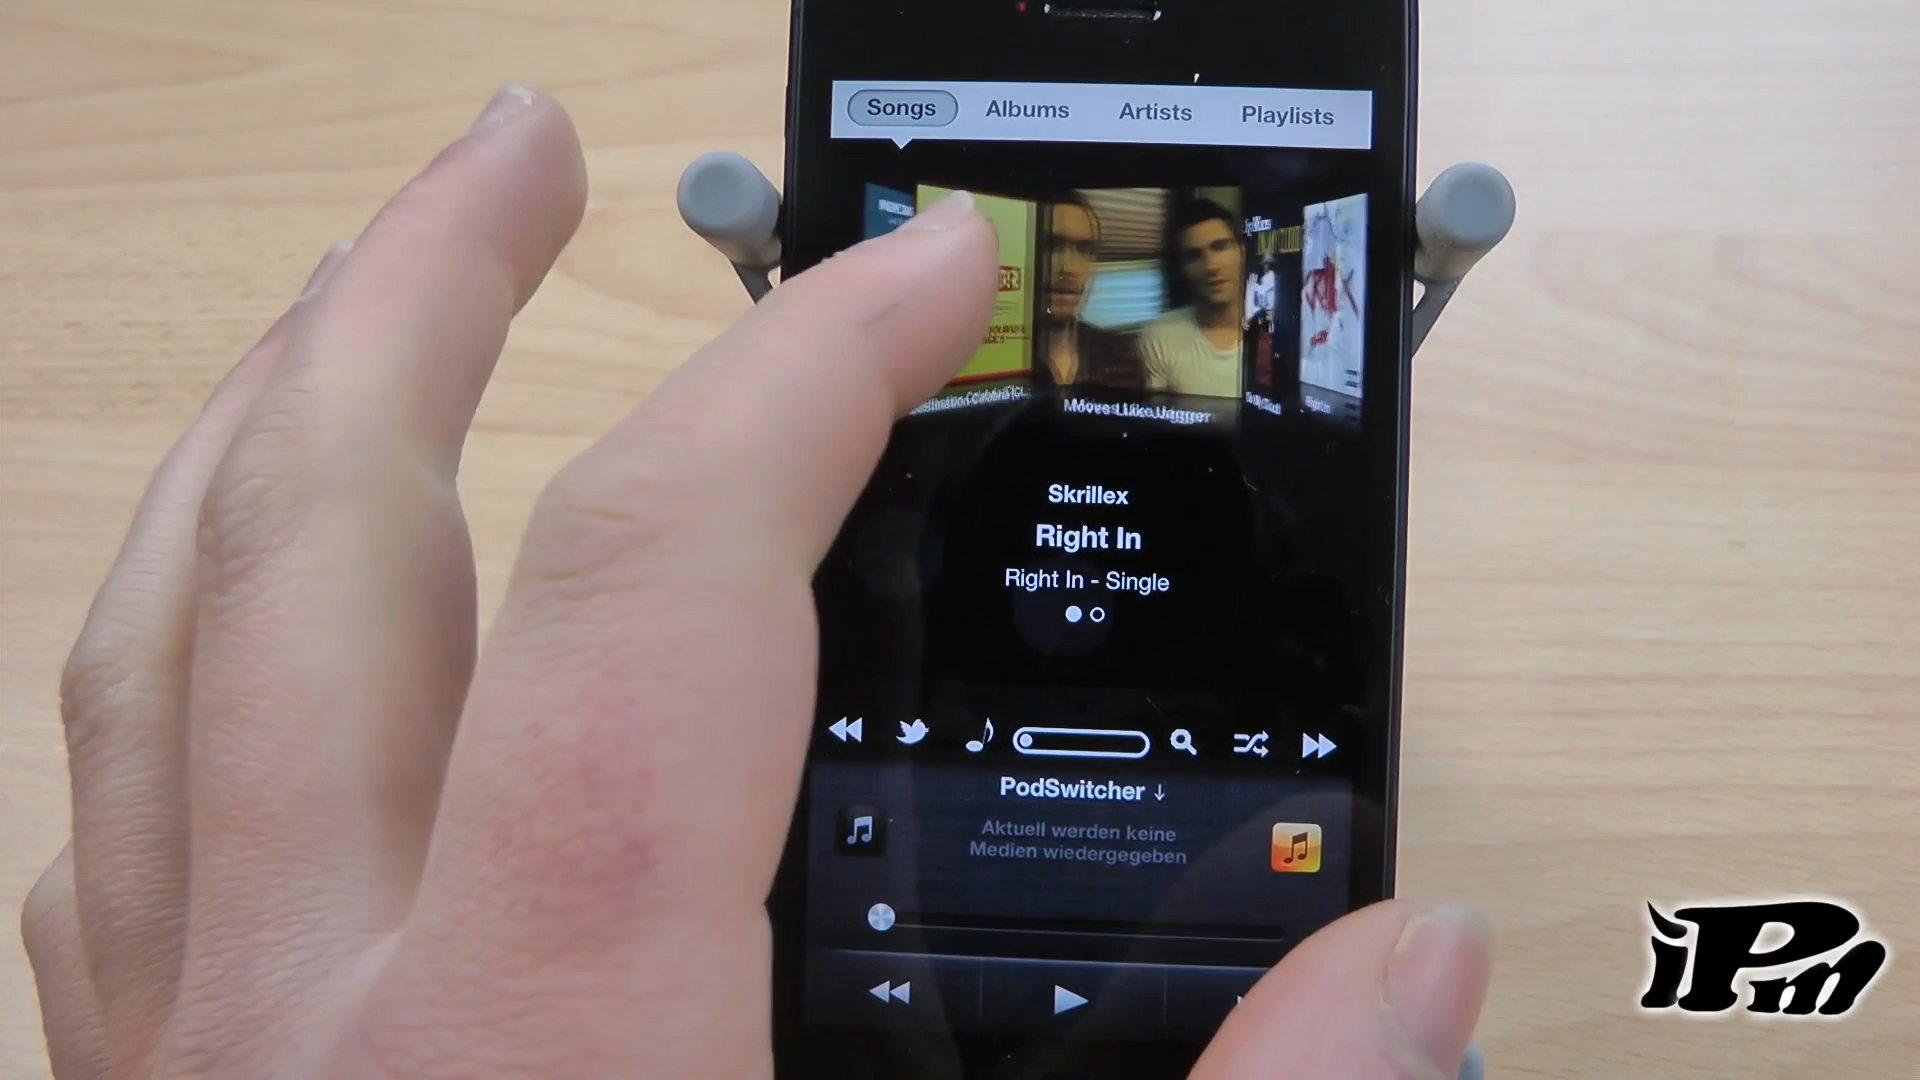 Songs Albums Artists Playlists
Moves Like Jagger
Skrillex
Right In
Right In - Single
PodSwitcher ↓
Aktuell werden keine
Medien wiedergegeben
iPm